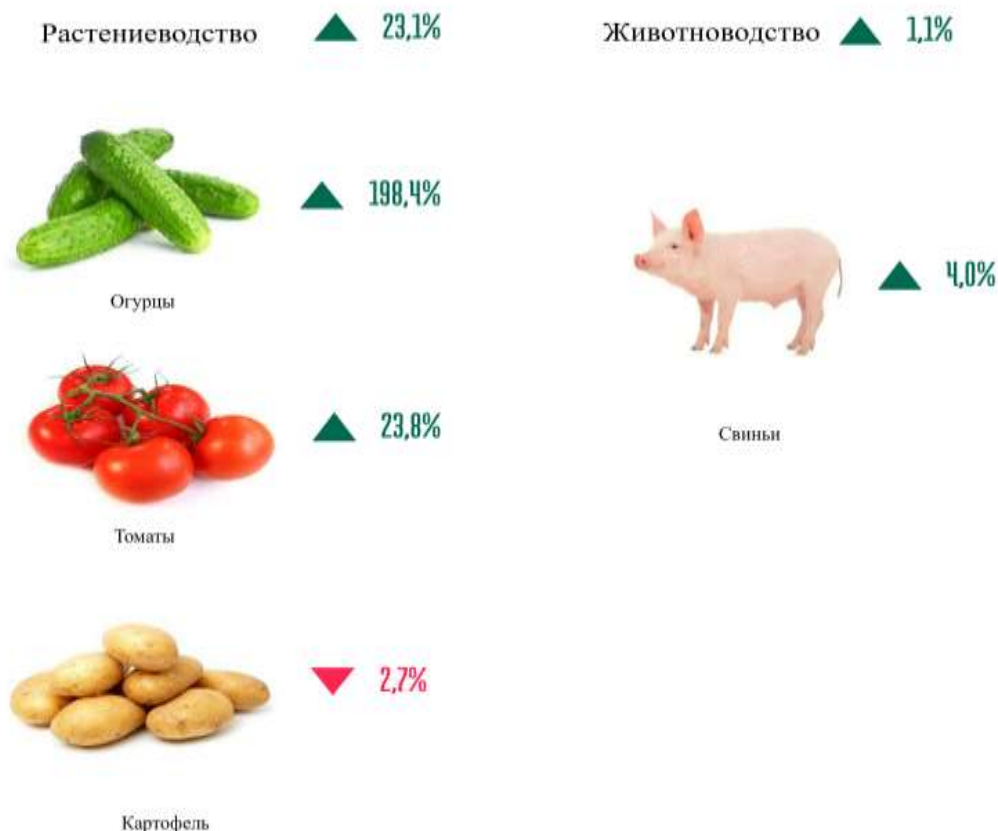 Растениеводство 23,1%
198,4%
Огурцы
23,8%
Томаты
2,7%
Картофель
Животноводство 1,1%
4,0%
Свиньи